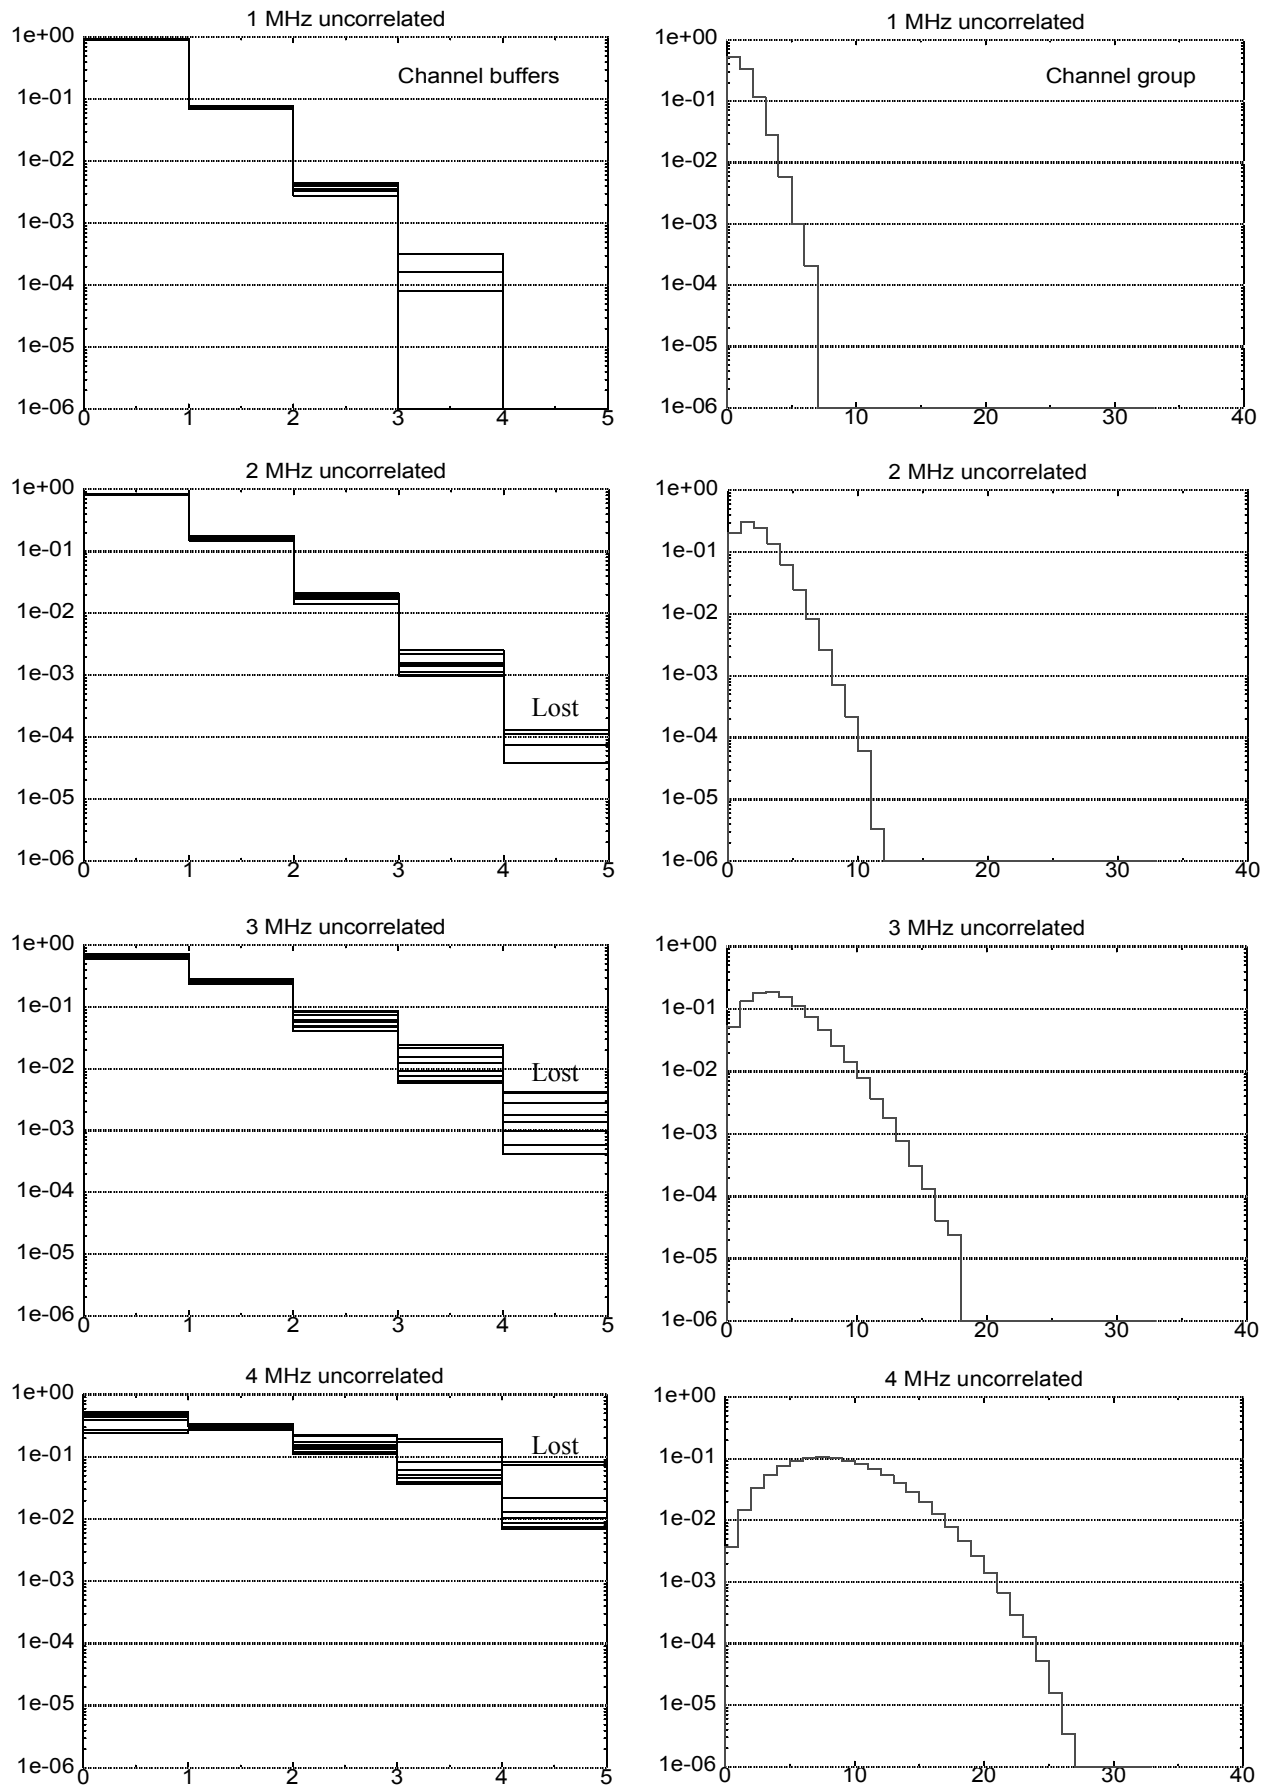 1 MHz uncorrelated
1e+00
1e-01
1e-02
1e-03
1e-04
1e-05
1e-06
Channel buffers
0 1 2 3 4 5
1 MHz uncorrelated
1e+00
1e-01
1e-02
1e-03
1e-04
1e-05
1e-06
Channel group
0 10 20 30 40
2 MHz uncorrelated
1e+00
1e-01
1e-02
1e-03
1e-04
1e-05
1e-06
Lost
0 1 2 3 4 5
2 MHz uncorrelated
1e+00
1e-01
1e-02
1e-03
1e-04
1e-05
1e-06
0 10 20 30 40
3 MHz uncorrelated
1e+00
1e-01
1e-02
1e-03
1e-04
1e-05
1e-06
Lost
0 1 2 3 4 5
3 MHz uncorrelated
1e+00
1e-01
1e-02
1e-03
1e-04
1e-05
1e-06
0 10 20 30 40
4 MHz uncorrelated
1e+00
1e-01
1e-02
1e-03
1e-04
1e-05
1e-06
Lost
0 1 2 3 4 5
4 MHz uncorrelated
1e+00
1e-01
1e-02
1e-03
1e-04
1e-05
1e-06
0 10 20 30 40